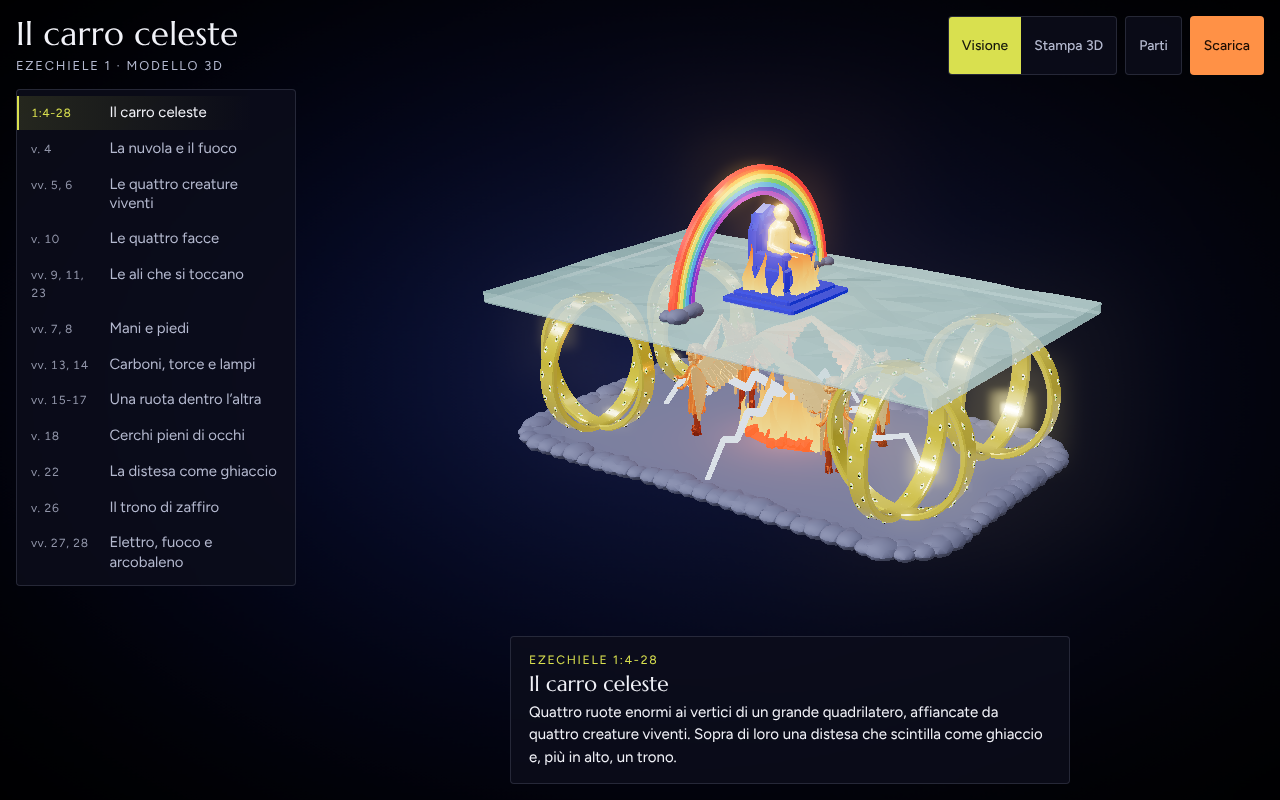 Il carro celeste
EZECHIELE 1 · MODELLO 3D
Visione
Stampa 3D
Parti
Scarica
1:4-28 Il carro celeste
v. 4 La nuvola e il fuoco
vv. 5, 6 Le quattro creature
viventi
v. 10 Le quattro facce
vv. 9, 11, Le ali che si toccano
23
vv. 7, 8 Mani e piedi
vv. 13, 14 Carboni, torce e lampi
vv. 15-17 Una ruota dentro l’altra
v. 18 Cerchi pieni di occhi
v. 22 La distesa come ghiaccio
v. 26 Il trono di zaffiro
vv. 27, 28 Elettro, fuoco e
arcobaleno
EZECHIELE 1:4-28
Il carro celeste
Quattro ruote enormi ai vertici di un grande quadrilatero, affiancate da
quattro creature viventi. Sopra di loro una distesa che scintilla come ghiaccio
e, più in alto, un trono.